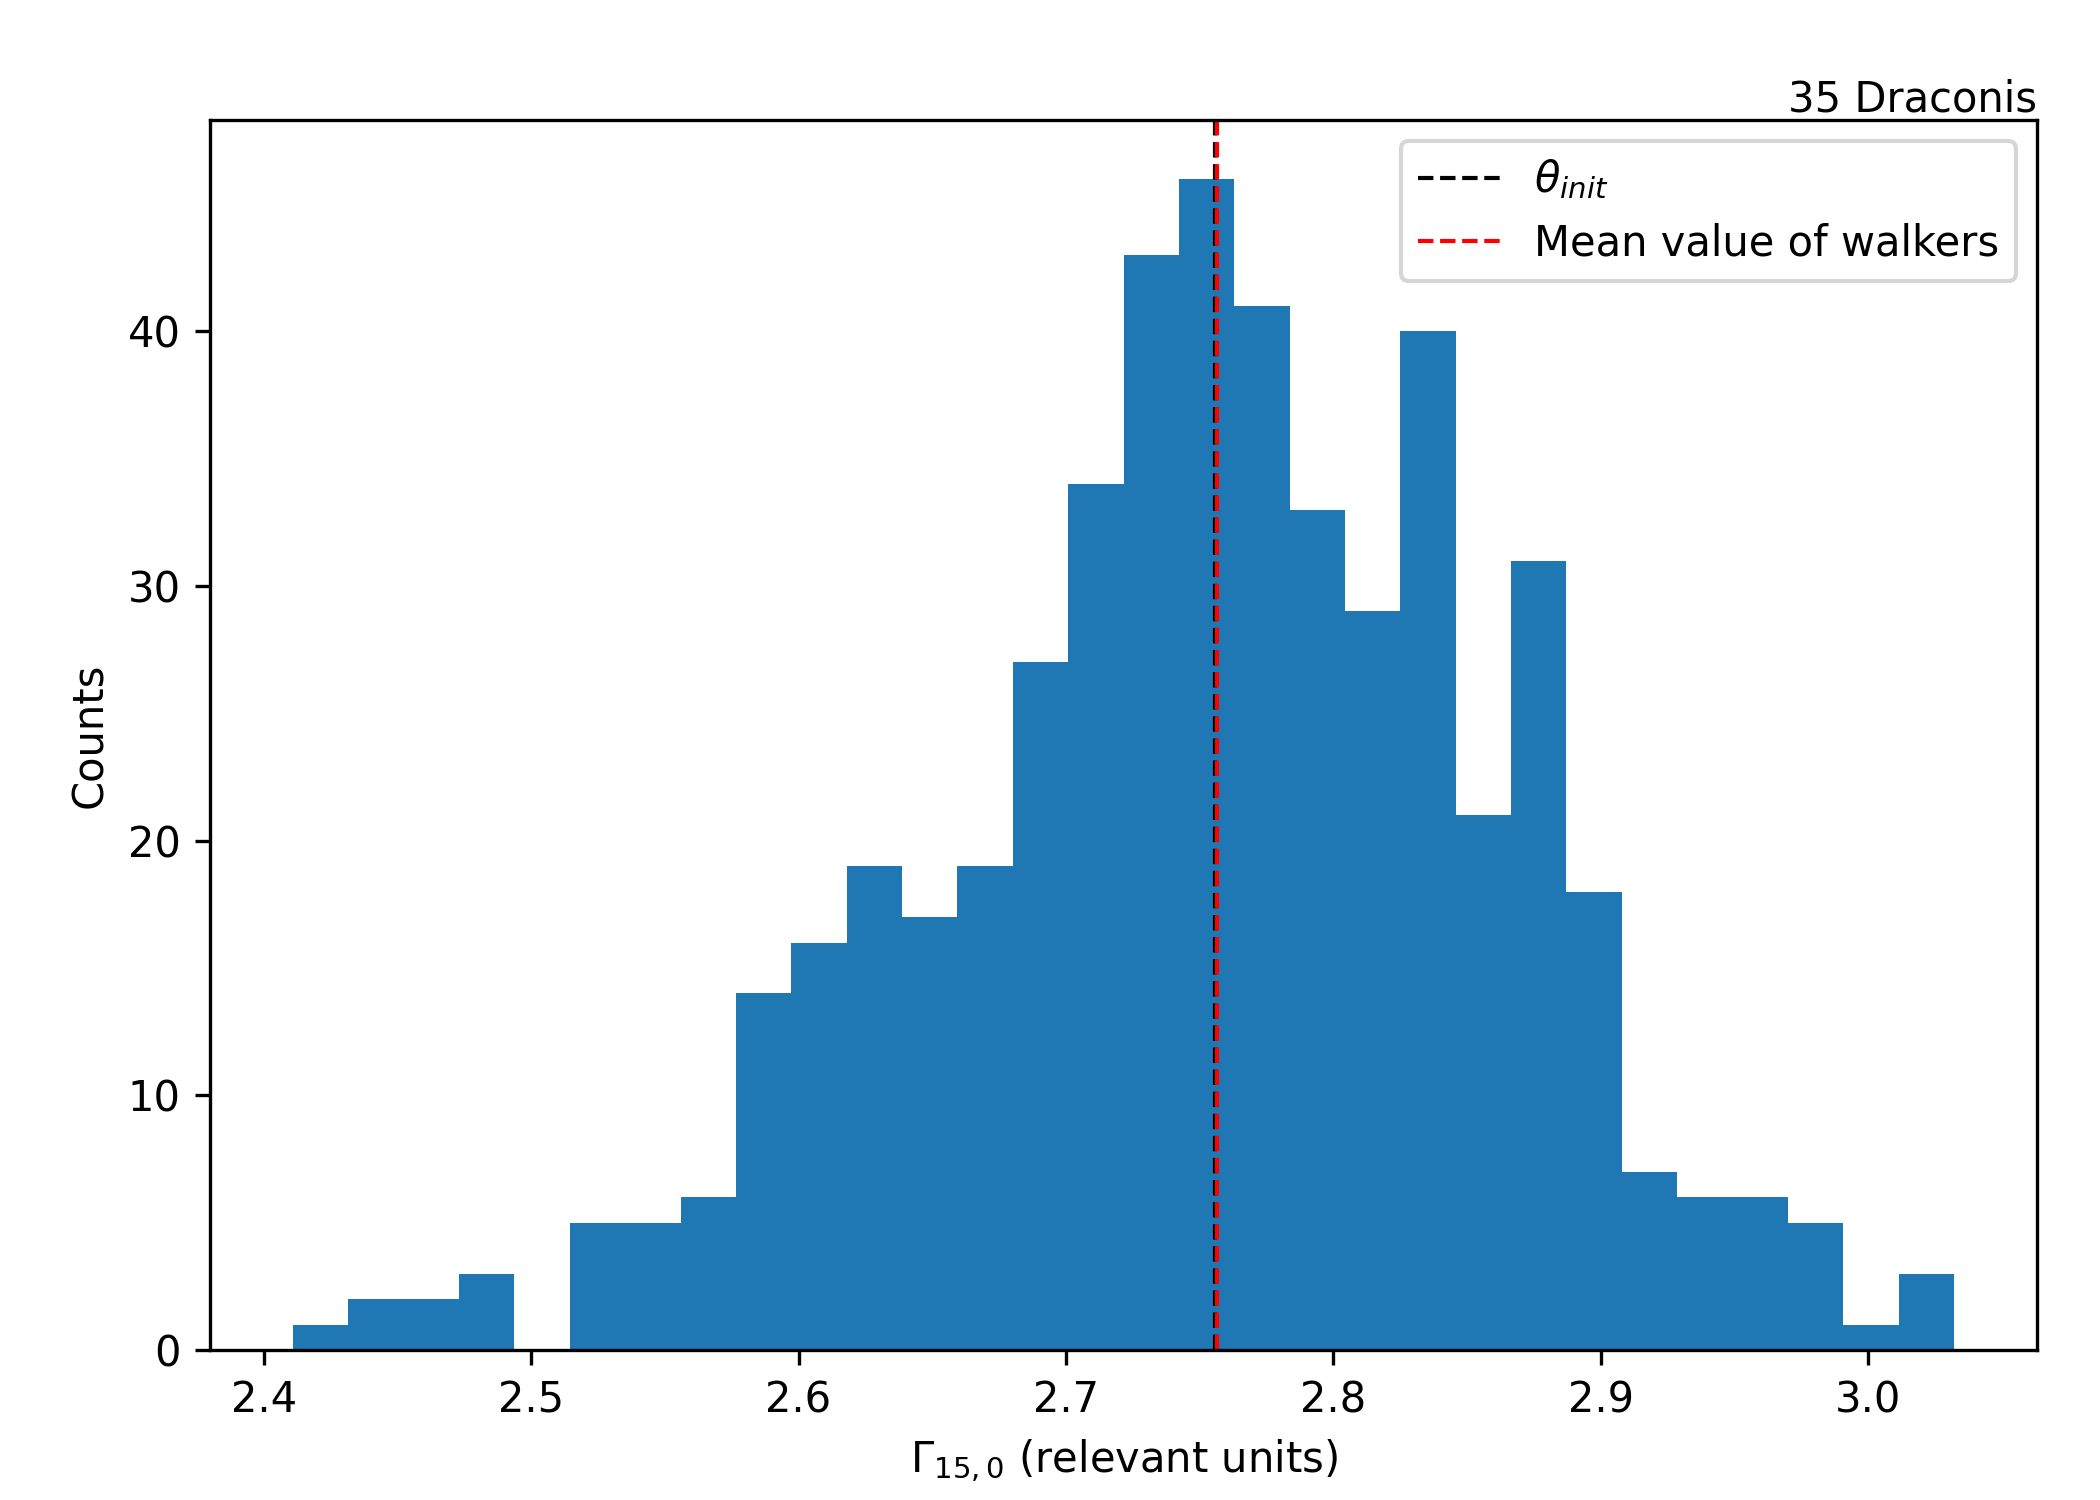 35 Draconis
θinit
Mean value of walkers
Counts
40
30
20
10
0
2.4 2.5 2.6 2.7 2.8 2.9 3.0
Γ15, 0 (relevant units)